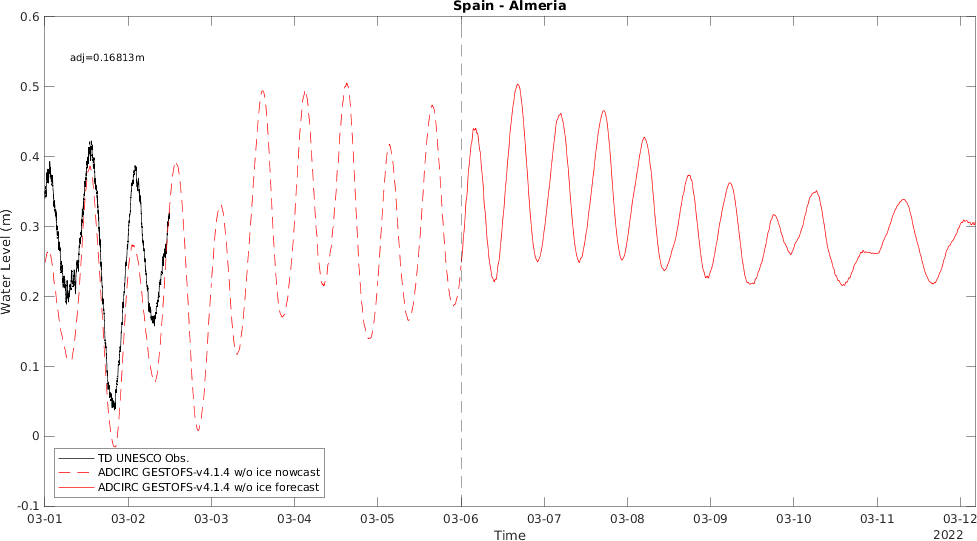 Spain - Almeria
adj=0.16813m
Water Level (m)
0.6
0.5
0.4
0.3
0.2
0.1
0
-0.1
TD UNESCO Obs.
ADCIRC GESTOFS-v4.1.4 w/o ice nowcast
ADCIRC GESTOFS-v4.1.4 w/o ice forecast
03-01 03-02 03-03 03-04 03-05 03-06 03-07 03-08 03-09 03-10 03-11 03-12
Time
2022